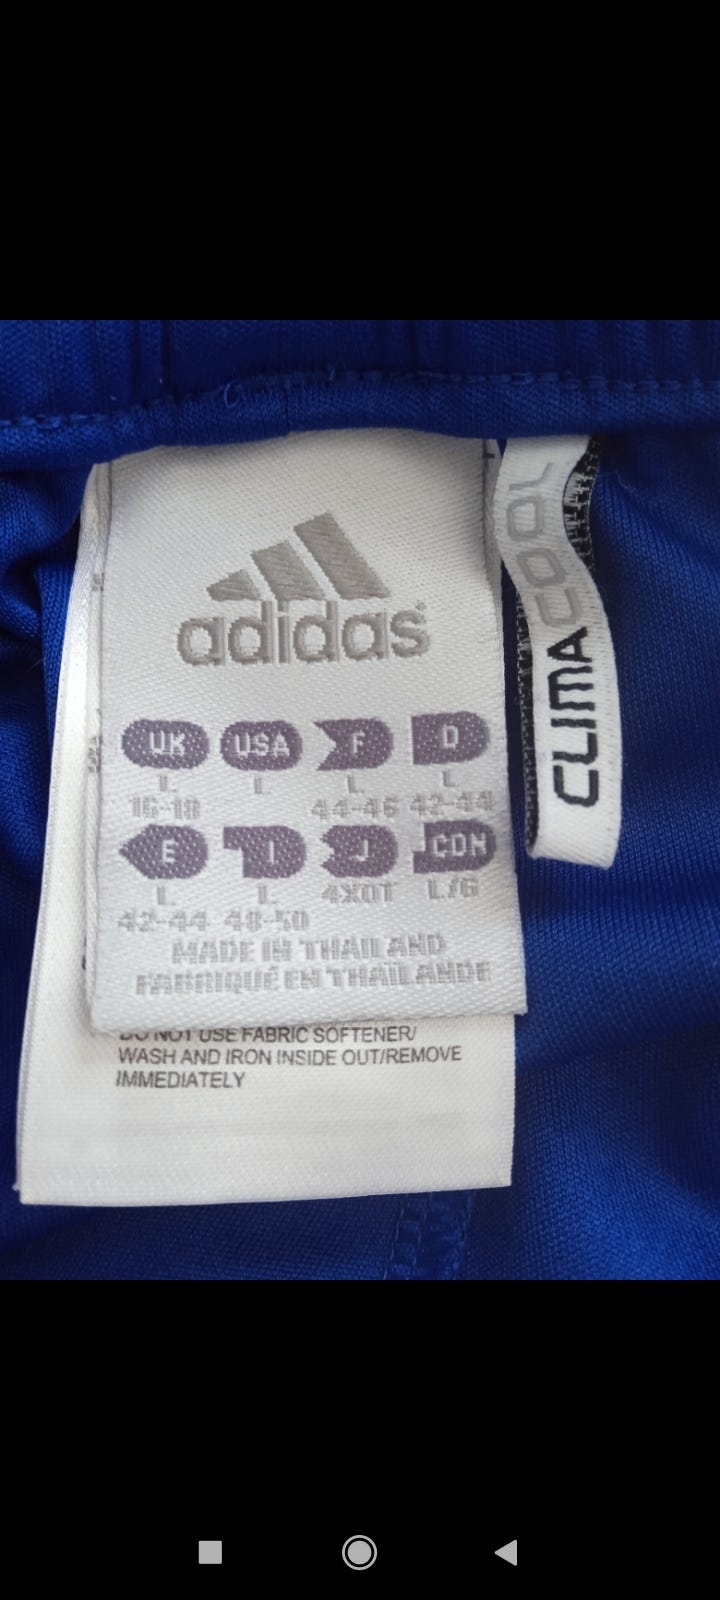 adidas
UK USA F D
L L L L
16-18 44-46 42-44
E I J CDN
L L 4XOT L/G
42-44 48-50
MADE IN THAILAND
FABRIQUÉ EN THAÏLANDE
CLIMACOOL
DO NOT USE FABRIC SOFTENER/
WASH AND IRON INSIDE OUT/REMOVE
IMMEDIATELY